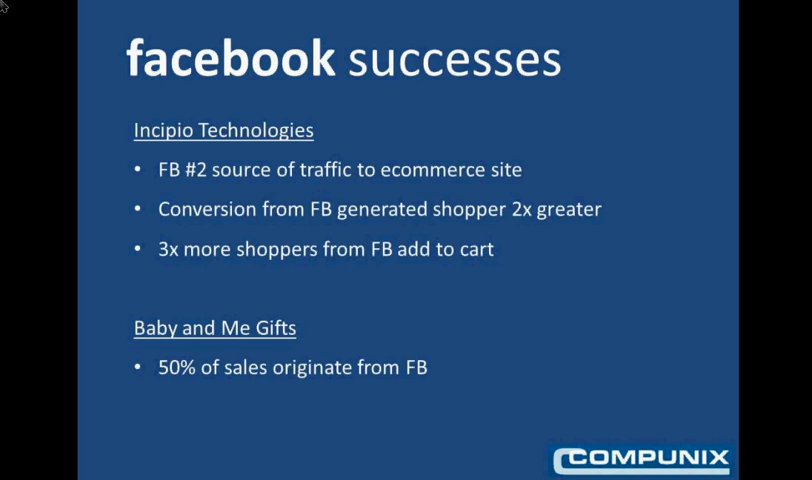 facebook successes
Incipio Technologies
• FB #2 source of traffic to ecommerce site
• Conversion from FB generated shopper 2x greater
• 3x more shoppers from FB add to cart
Baby and Me Gifts
• 50% of sales originate from FB
COMPUNIX